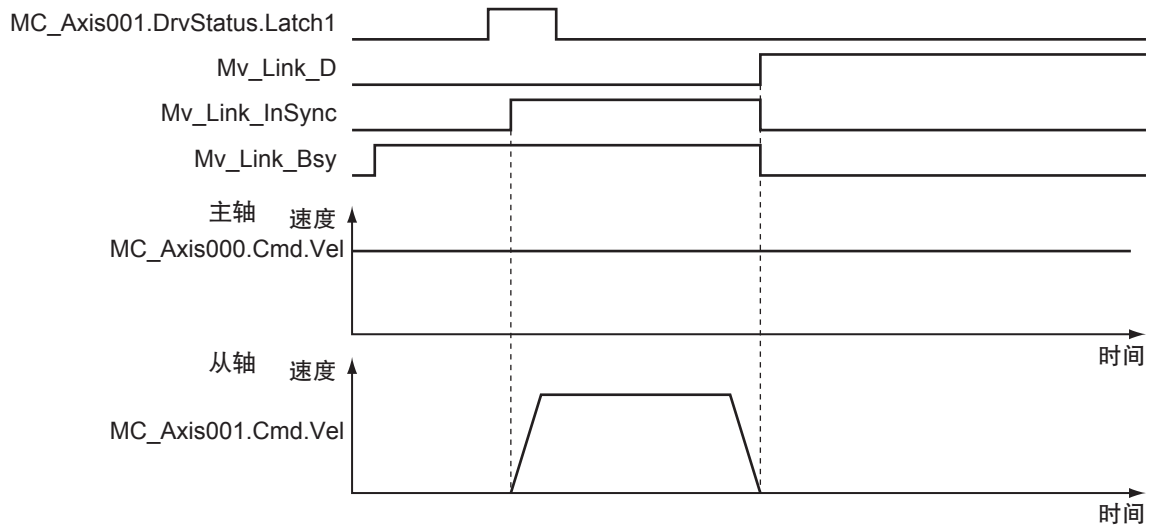 MC_Axis001.DrvStatus.Latch1
Mv_Link_D
Mv_Link_InSync
Mv_Link_Bsy
主轴 速度
MC_Axis000.Cmd.Vel
时间
从轴 速度
MC_Axis001.Cmd.Vel
时间